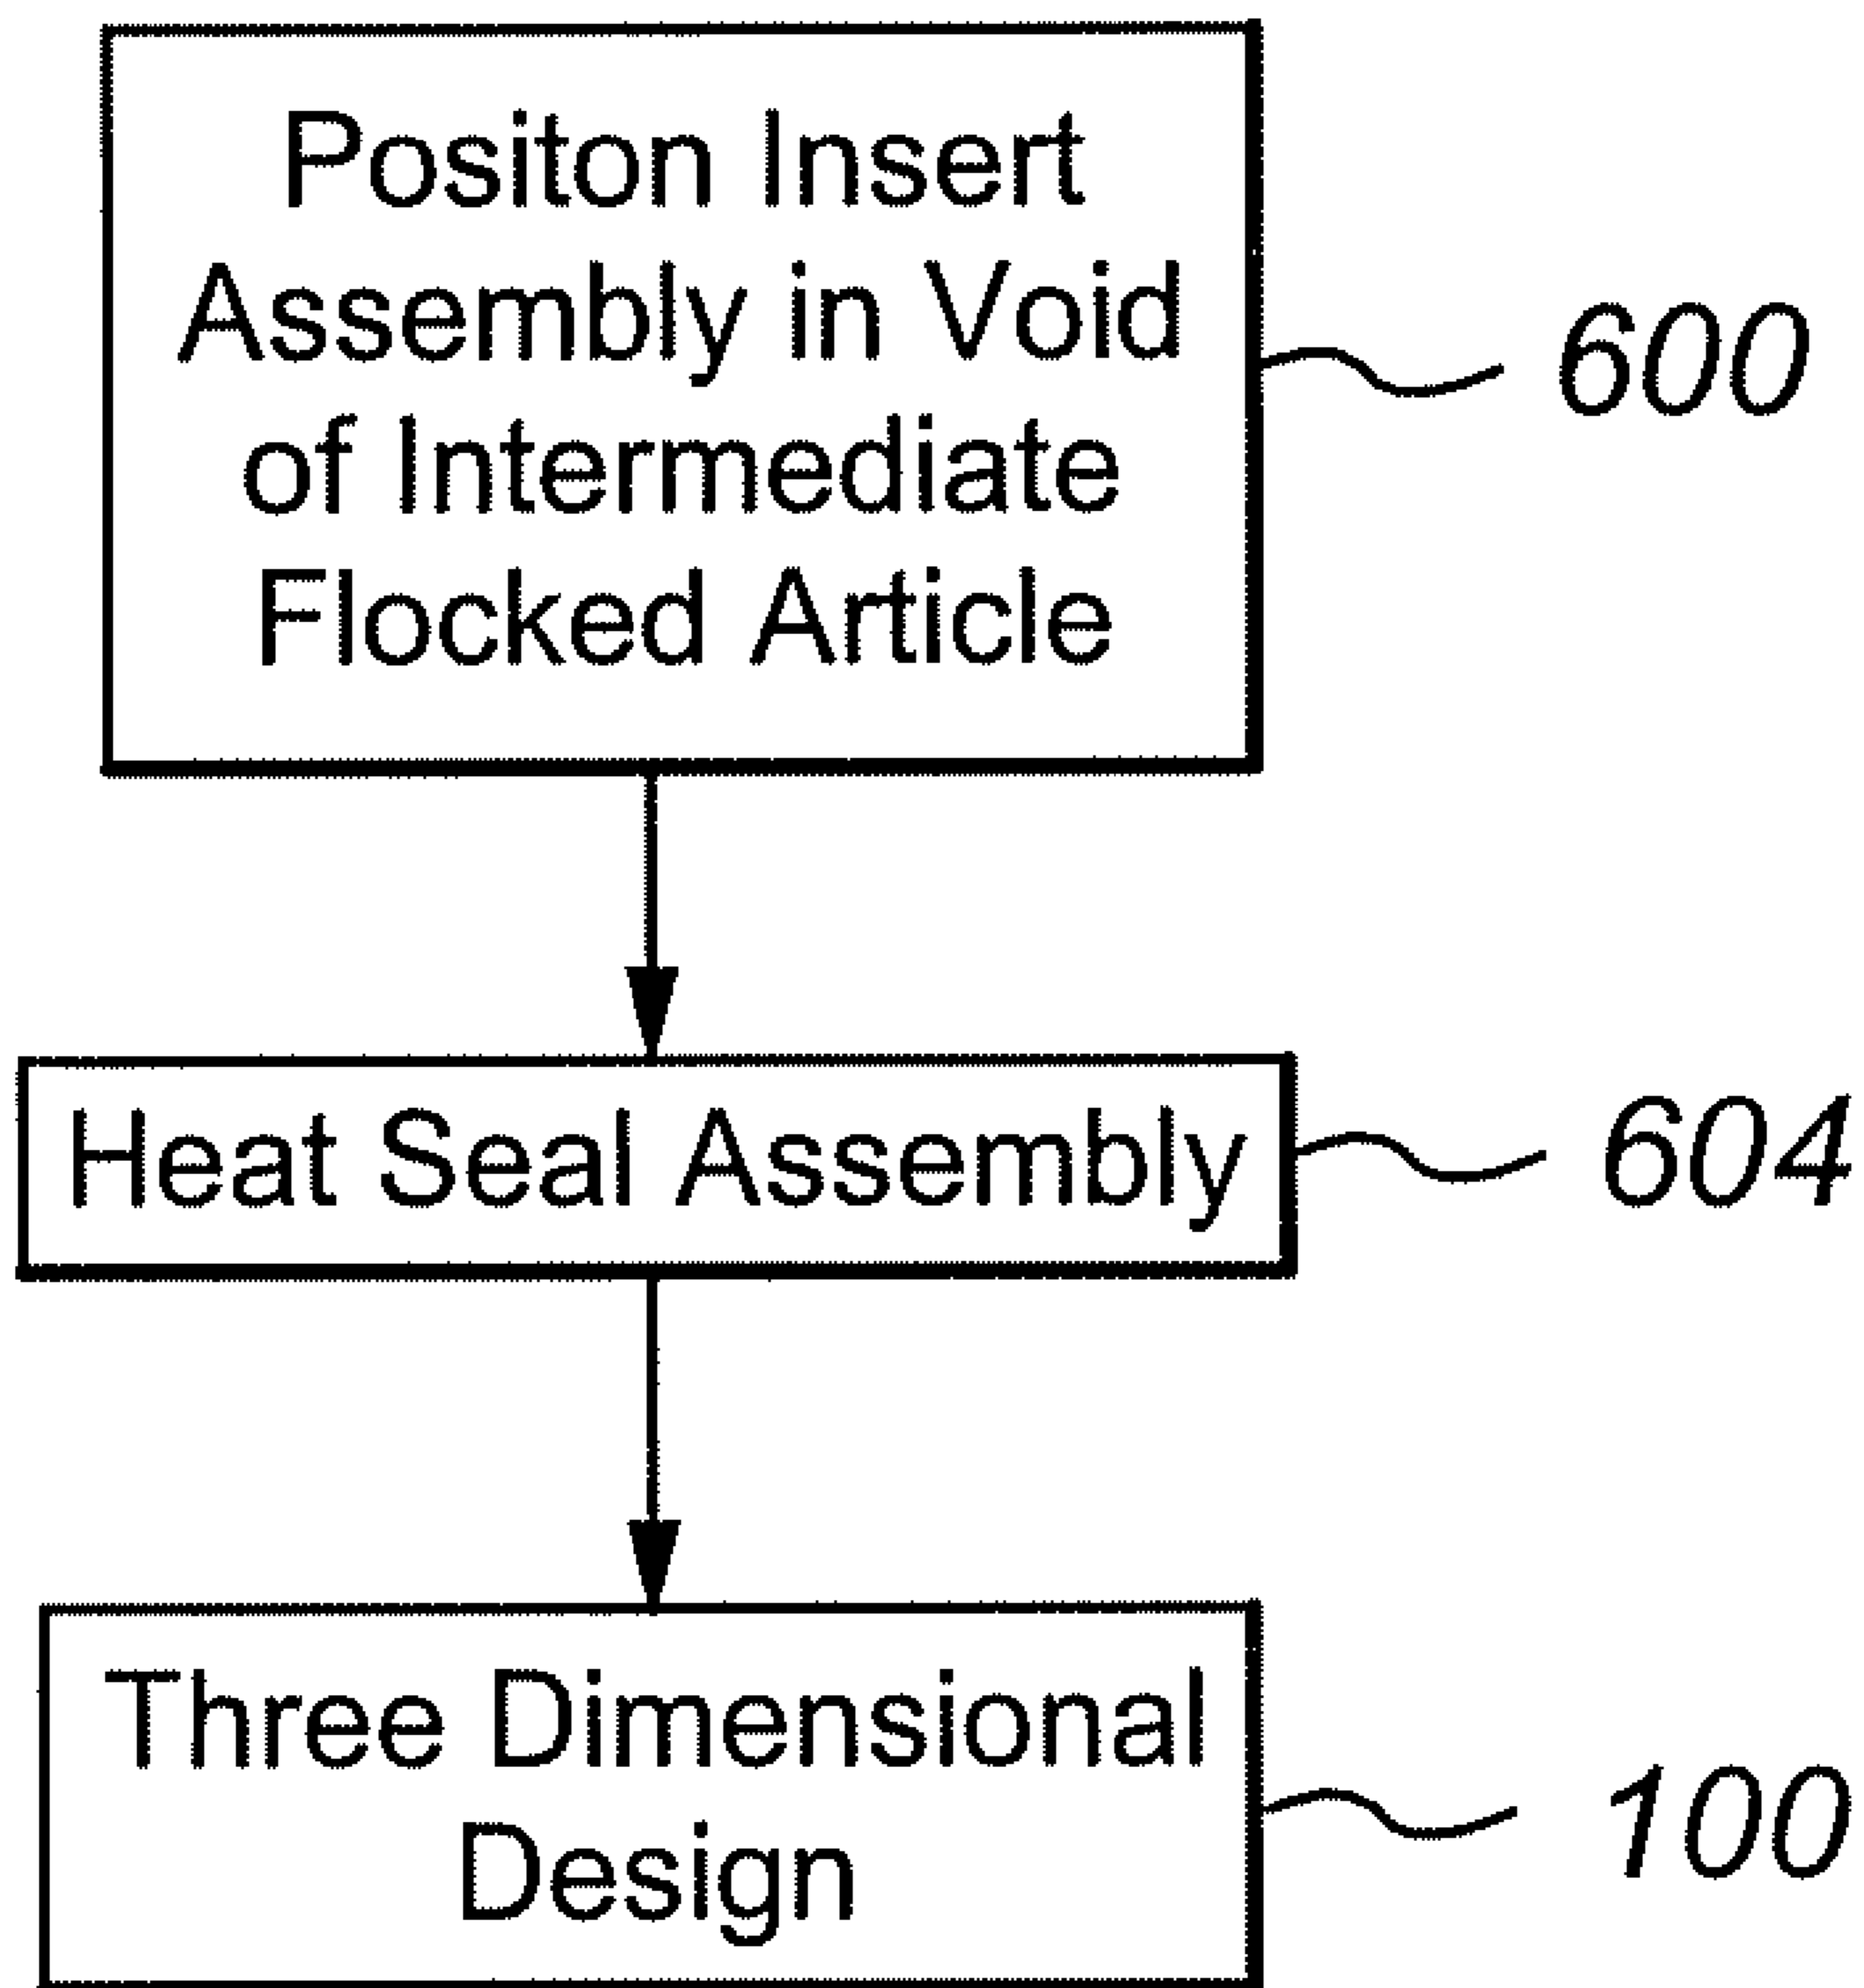 Positon Insert
Assembly in Void
of Intermediate
Flocked Article
600
Heat Seal Assembly
604
Three Dimensional
Design
100